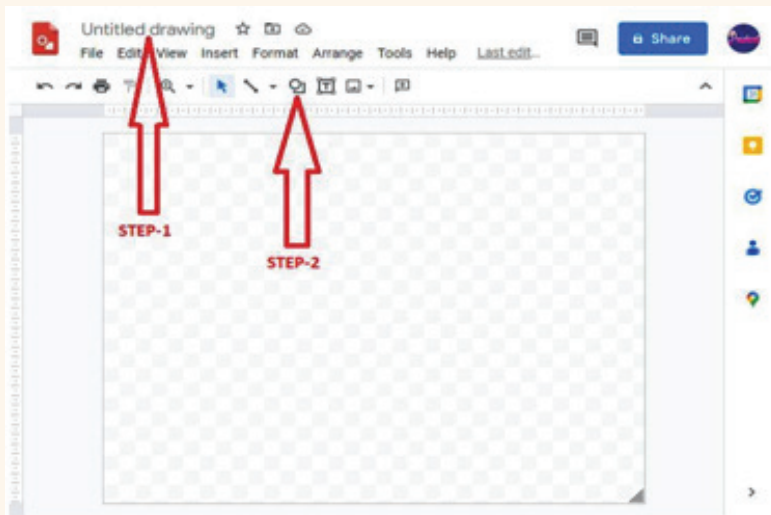 Untitled drawing
File Edit View Insert Format Arrange Tools Help Last edit...
Share
STEP-1
STEP-2